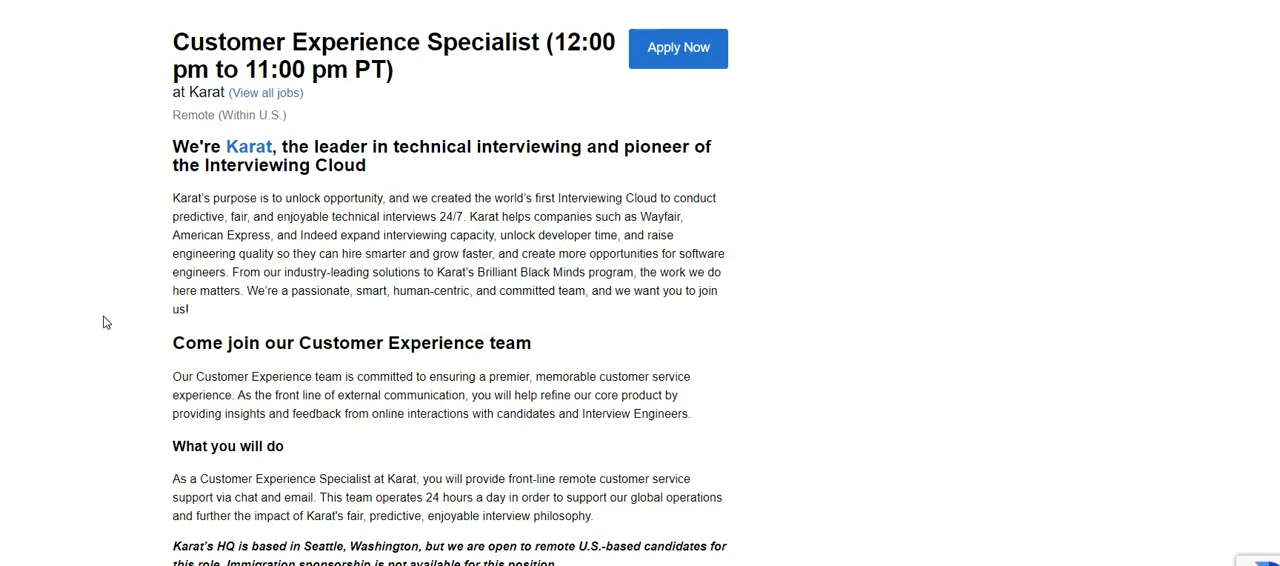 Customer Experience Specialist (12:00
pm to 11:00 pm PT)
Apply Now
at Karat (View all jobs)
Remote (Within U.S.)
We're Karat, the leader in technical interviewing and pioneer of
the Interviewing Cloud
Karat's purpose is to unlock opportunity, and we created the world's first Interviewing Cloud to conduct
predictive, fair, and enjoyable technical interviews 24/7. Karat helps companies such as Wayfair,
American Express, and Indeed expand interviewing capacity, unlock developer time, and raise
engineering quality so they can hire smarter and grow faster, and create more opportunities for software
engineers. From our industry-leading solutions to Karat's Brilliant Black Minds program, the work we do
here matters. We're a passionate, smart, human-centric, and committed team, and we want you to join
us!
Come join our Customer Experience team
Our Customer Experience team is committed to ensuring a premier, memorable customer service
experience. As the front line of external communication, you will help refine our core product by
providing insights and feedback from online interactions with candidates and Interview Engineers.
What you will do
As a Customer Experience Specialist at Karat, you will provide front-line remote customer service
support via chat and email. This team operates 24 hours a day in order to support our global operations
and further the impact of Karat's fair, predictive, enjoyable interview philosophy.
Karat's HQ is based in Seattle, Washington, but we are open to remote U.S.-based candidates for
this role. Immigration sponsorship is not available for this position.